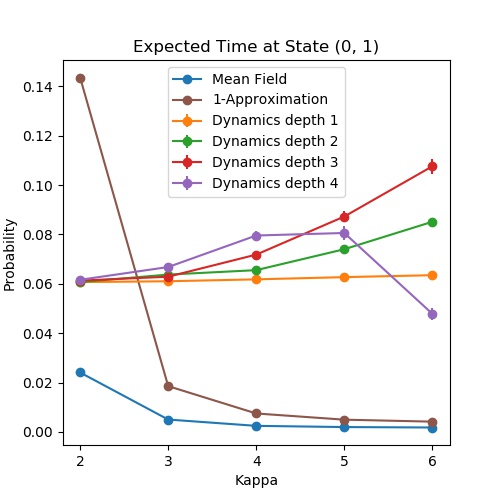 Expected Time at State (0, 1)
Mean Field
1-Approximation
Dynamics depth 1
Dynamics depth 2
Dynamics depth 3
Dynamics depth 4
Probability
0.14
0.12
0.10
0.08
0.06
0.04
0.02
0.00
2 3 4 5 6
Kappa